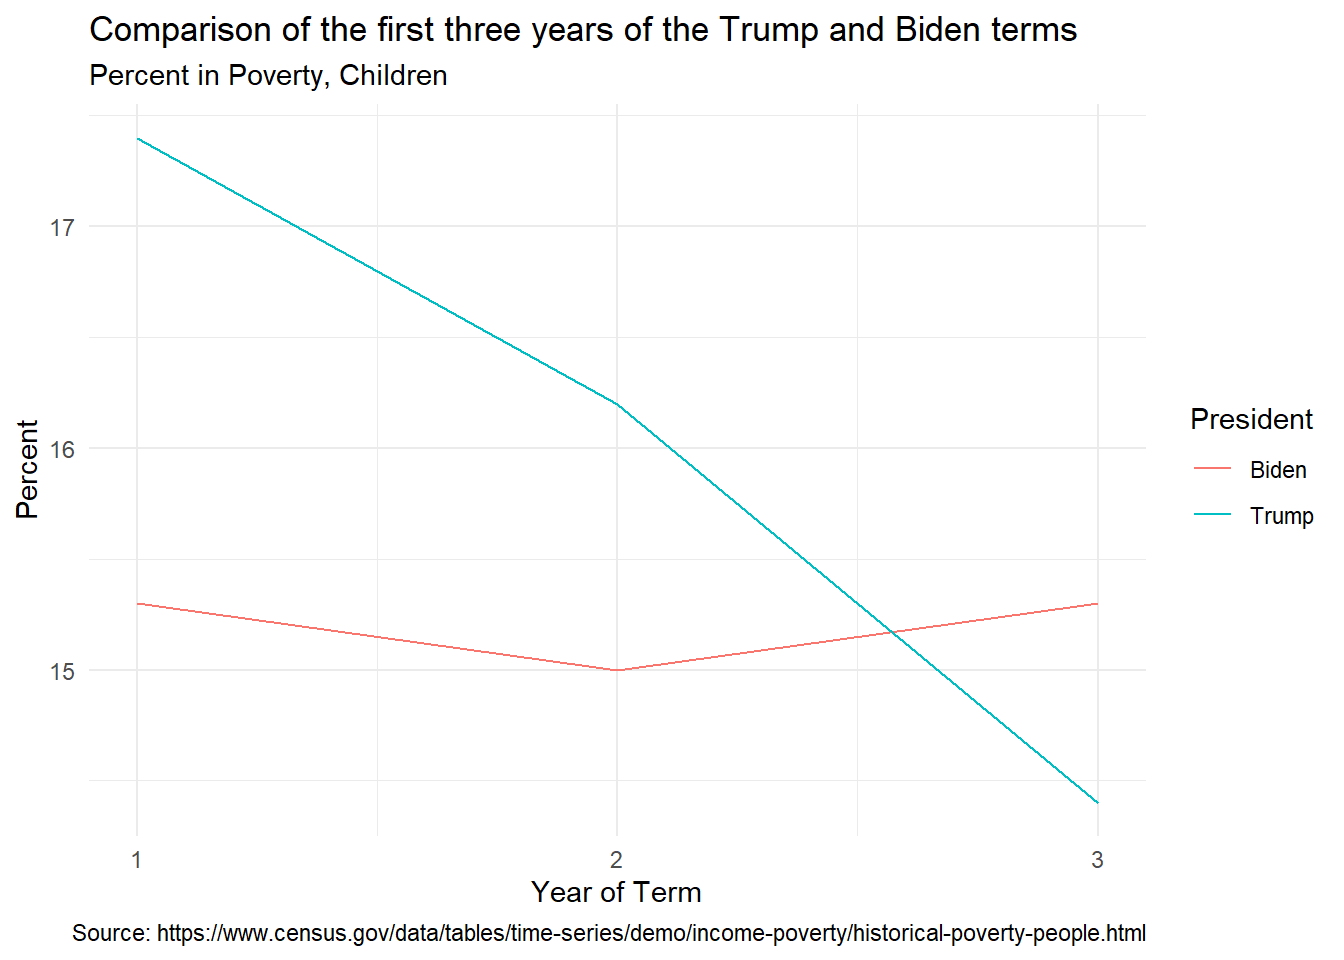 Comparison of the first three years of the Trump and Biden terms
Percent in Poverty, Children
17
16
15
Percent
1
2
3
Year of Term
President
Biden
Trump
Source: https://www.census.gov/data/tables/time-series/demo/income-poverty/historical-poverty-people.html